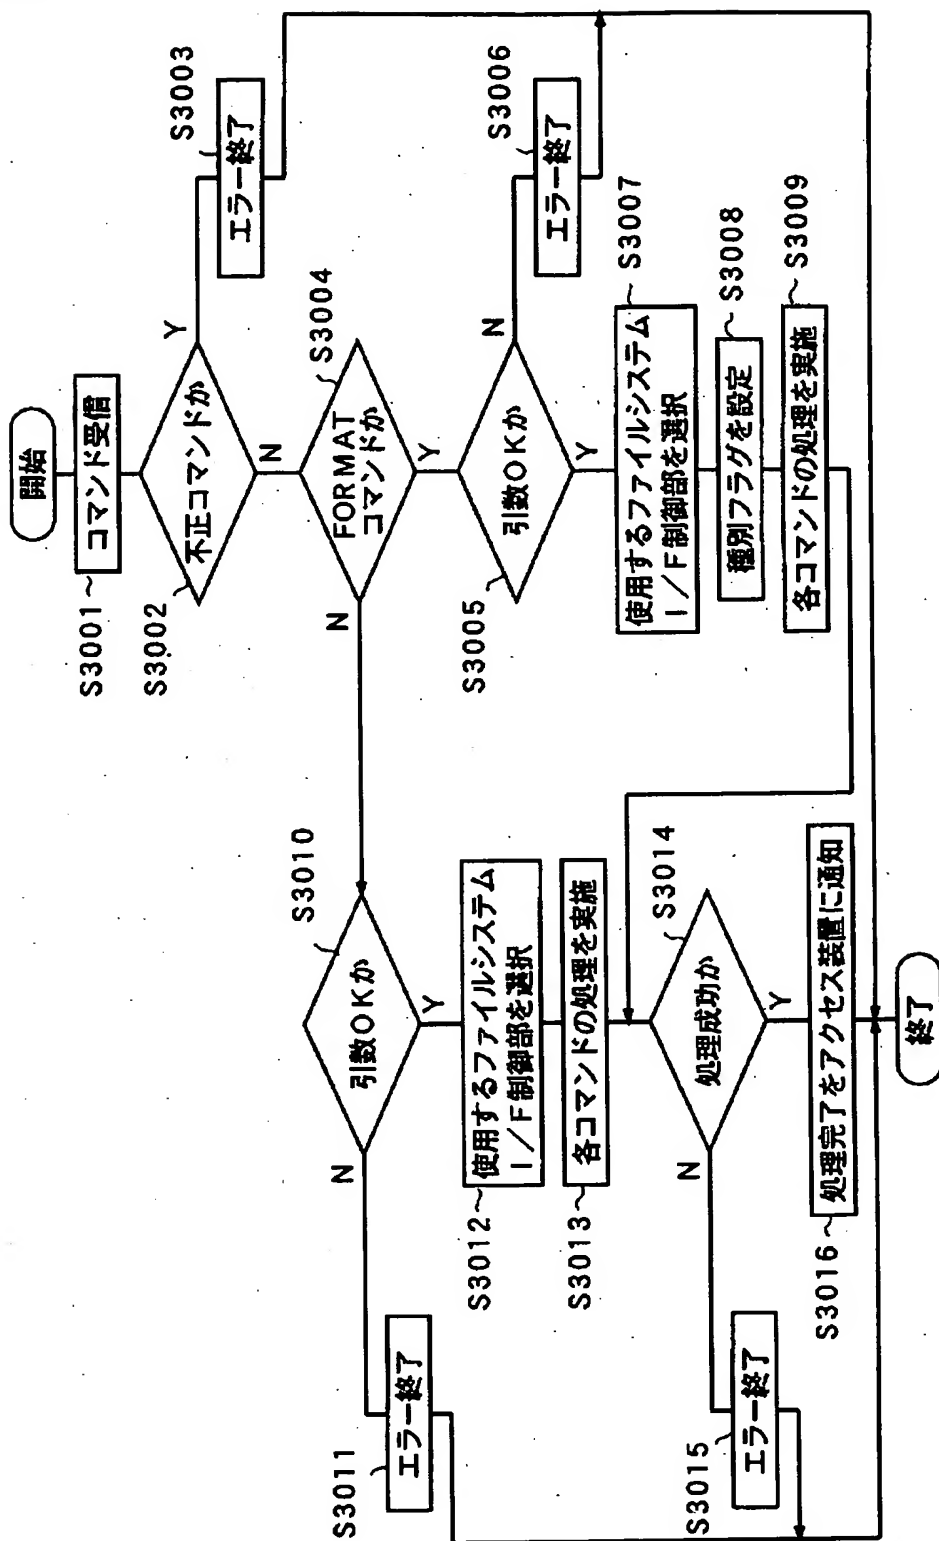 開始
S3001
コマンド受信
S3002
不正コマンドか
Y
N
S3003
エラー終了
S3004
FORMAT
コマンドか
N
Y
S3005
引数OKか
N
Y
S3006
エラー終了
S3007
使用するファイルシステム
I/F制御部を選択
S3008
種別フラグを設定
S3009
各コマンドの処理を実施
S3010
引数OKか
N
Y
S3011
エラー終了
S3012
使用するファイルシステム
I/F制御部を選択
S3013
各コマンドの処理を実施
S3014
処理成功か
N
Y
S3015
エラー終了
S3016
処理完了をアクセス装置に通知
終了